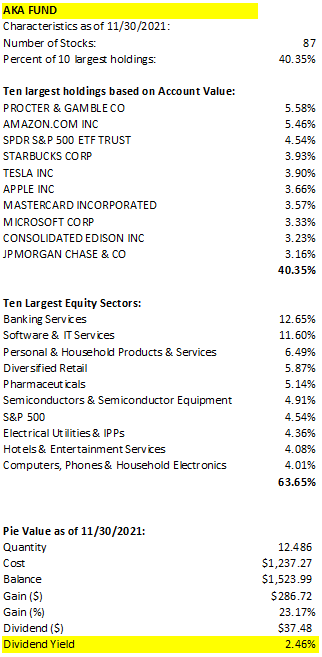 AKA FUND
Characteristics as of 11/30/2021:
Number of Stocks: 87
Percent of 10 largest holdings: 40.35%
Ten largest holdings based on Account Value:
PROCTER & GAMBLE CO 5.58%
AMAZON.COM INC 5.46%
SPDR S&P 500 ETF TRUST 4.54%
STARBUCKS CORP 3.93%
TESLA INC 3.90%
APPLE INC 3.66%
MASTERCARD INCORPORATED 3.57%
MICROSOFT CORP 3.33%
CONSOLIDATED EDISON INC 3.23%
JPMORGAN CHASE & CO 3.16%
40.35%
Ten Largest Equity Sectors:
Banking Services 12.65%
Software & IT Services 11.60%
Personal & Household Products & Services 6.49%
Diversified Retail 5.87%
Pharmaceuticals 5.14%
Semiconductors & Semiconductor Equipment 4.91%
S&P 500 4.54%
Electrical Utilities & IPPs 4.36%
Hotels & Entertainment Services 4.08%
Computers, Phones & Household Electronics 4.01%
63.65%
Pie Value as of 11/30/2021:
Quantity 12.486
Cost $1,237.27
Balance $1,523.99
Gain ($) $286.72
Gain (%) 23.17%
Dividend ($) $37.48
Dividend Yield 2.46%